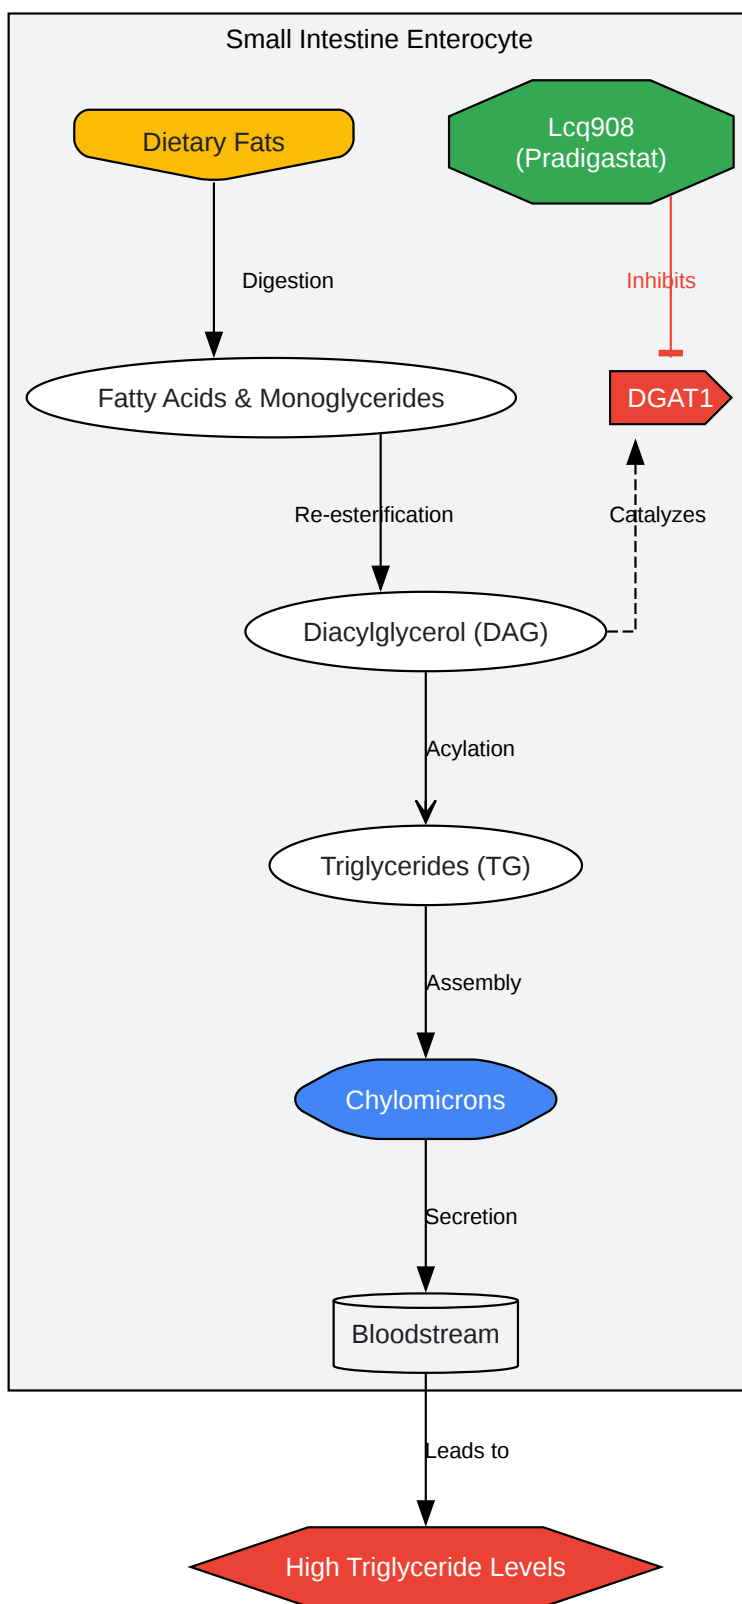 Small Intestine Enterocyte
Dietary Fats
Lcq908
(Pradigastat)
Digestion
Inhibits
Fatty Acids & Monoglycerides
DGAT1
Re-esterification
Catalyzes
Diacylglycerol (DAG)
Acylation
Triglycerides (TG)
Assembly
Chylomicrons
Secretion
Bloodstream
Leads to
High Triglyceride Levels